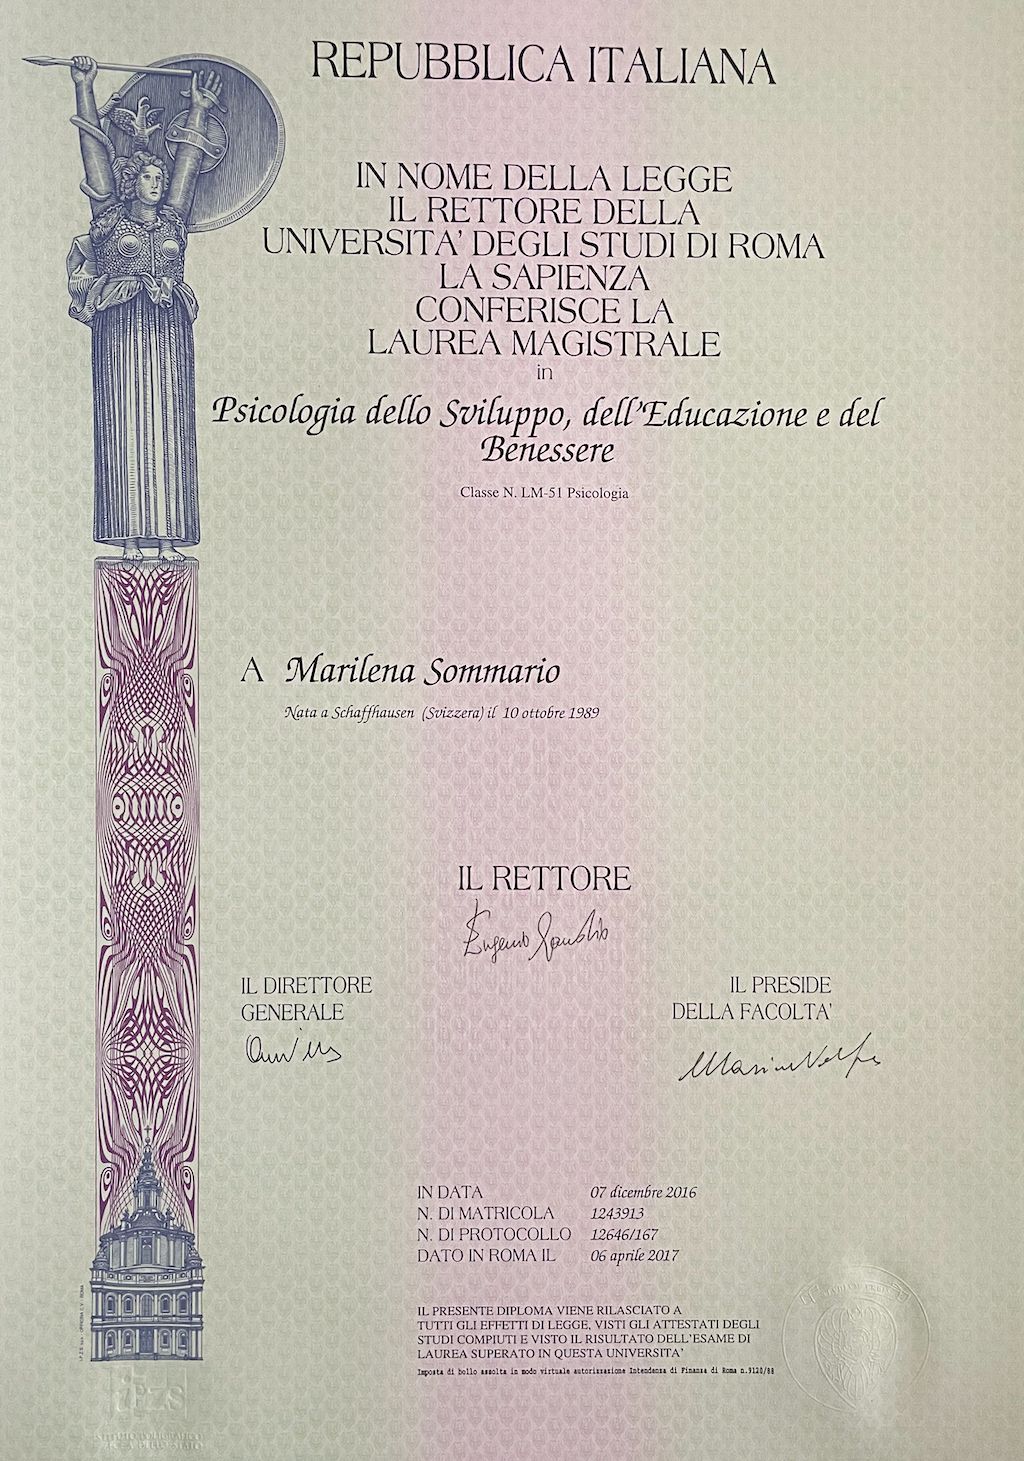 REPUBBLICA ITALIANA
IN NOME DELLA LEGGE
IL RETTORE DELLA
UNIVERSITA' DEGLI STUDI DI ROMA
LA SAPIENZA
CONFERISCE LA
LAUREA MAGISTRALE
in
Psicologia dello Sviluppo, dell'Educazione e del
Benessere
Classe N. LM-51 Psicologia
A Marilena Sommario
Nata a Schaffhausen (Svizzera) il 10 ottobre 1989
IL RETTORE
Eugenio Gaudio
IL DIRETTORE
GENERALE
IL PRESIDE
DELLA FACOLTA'
IN DATA 07 dicembre 2016
N. DI MATRICOLA 1243913
N. DI PROTOCOLLO 12646/167
DATO IN ROMA IL 06 aprile 2017
IL PRESENTE DIPLOMA VIENE RILASCIATO A
TUTTI GLI EFFETTI DI LEGGE, VISTI GLI ATTESTATI DEGLI
STUDI COMPIUTI E VISTO IL RISULTATO DELL'ESAME DI
LAUREA SUPERATO IN QUESTA UNIVERSITA'
Imposta di bollo assolta in modo virtuale autorizzazione Intendenza di Finanza di Roma n.9120/88
I.P.Z.S. S.p.A. - OFFICINA C.V. - ROMA
ipzs